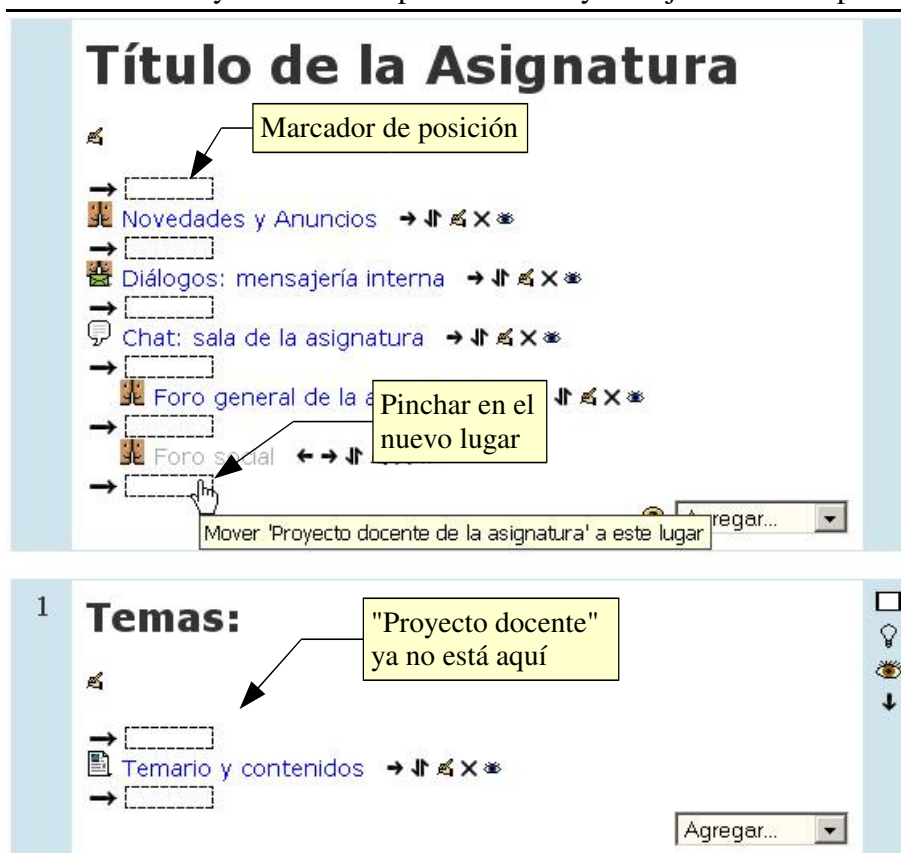 Título de la Asignatura
Marcador de posición
Novedades y Anuncios
Diálogos: mensajería interna
Chat: sala de la asignatura
Foro general de la a
Pinchar en el
nuevo lugar
Foro social
regar...
Mover 'Proyecto docente de la asignatura' a este lugar
1
Temas:
"Proyecto docente"
ya no está aquí
Temario y contenidos
Agregar...